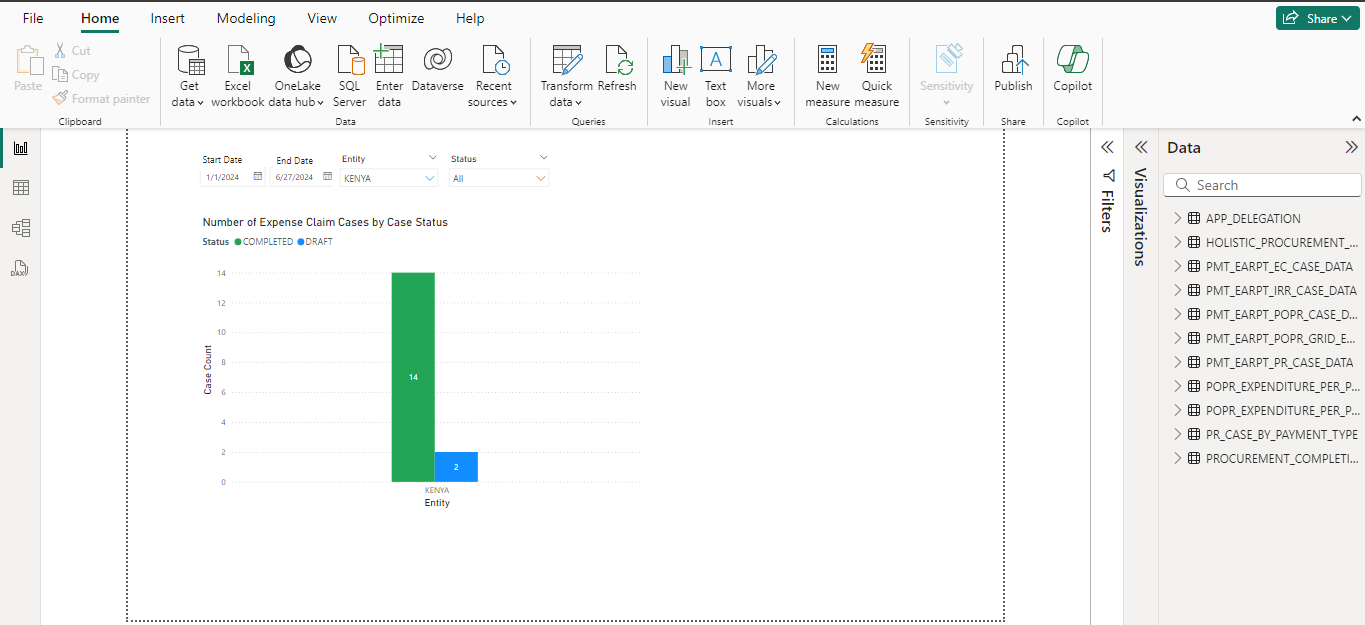 File Home Insert Modeling View Optimize Help Share
Paste
Cut
Copy
Format painter
Clipboard
Get data
Excel workbook
OneLake data hub
SQL Server
Enter data
Dataverse
Recent sources
Data
Transform data
Refresh
Queries
New visual
Text box
More visuals
Insert
New measure
Quick measure
Calculations
Sensitivity
Sensitivity
Publish
Share
Copilot
Copilot
Start Date
1/1/2024
End Date
6/27/2024
Entity
KENYA
Status
All
Number of Expense Claim Cases by Case Status
Status COMPLETED DRAFT
Case Count
14
12
10
8
6
4
2
0
14
2
KENYA
Entity
Filters
Visualizations
Data
Search
APP_DELEGATION
HOLISTIC_PROCUREMENT_...
PMT_EARPT_EC_CASE_DATA
PMT_EARPT_IRR_CASE_DATA
PMT_EARPT_POPR_CASE_D...
PMT_EARPT_POPR_GRID_E...
PMT_EARPT_PR_CASE_DATA
POPR_EXPENDITURE_PER_P...
POPR_EXPENDITURE_PER_P...
PR_CASE_BY_PAYMENT_TYPE
PROCUREMENT_COMPLETI...